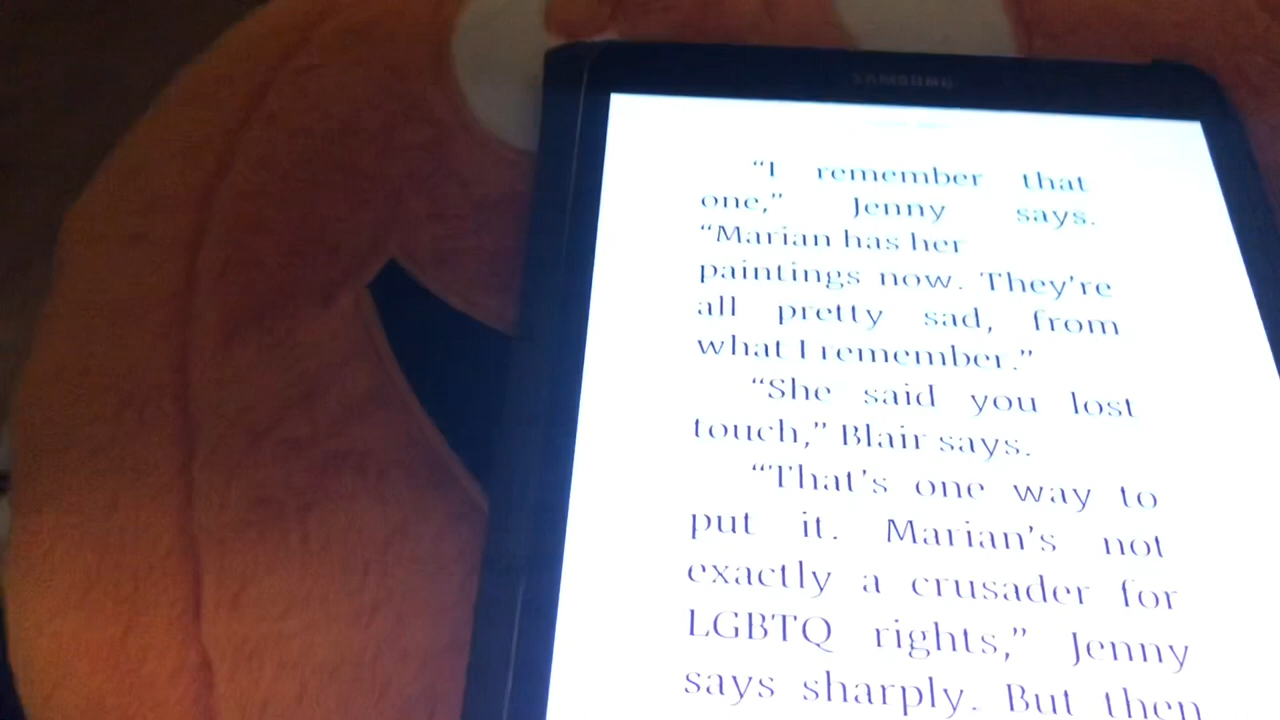 SAMSUNG
“I remember that
one,” Jenny says.
“Marian has her
paintings now. They’re
all pretty sad, from
what I remember.”
“She said you lost
touch,” Blair says.
“That’s one way to
put it. Marian’s not
exactly a crusader for
LGBTQ rights,” Jenny
says sharply. But then